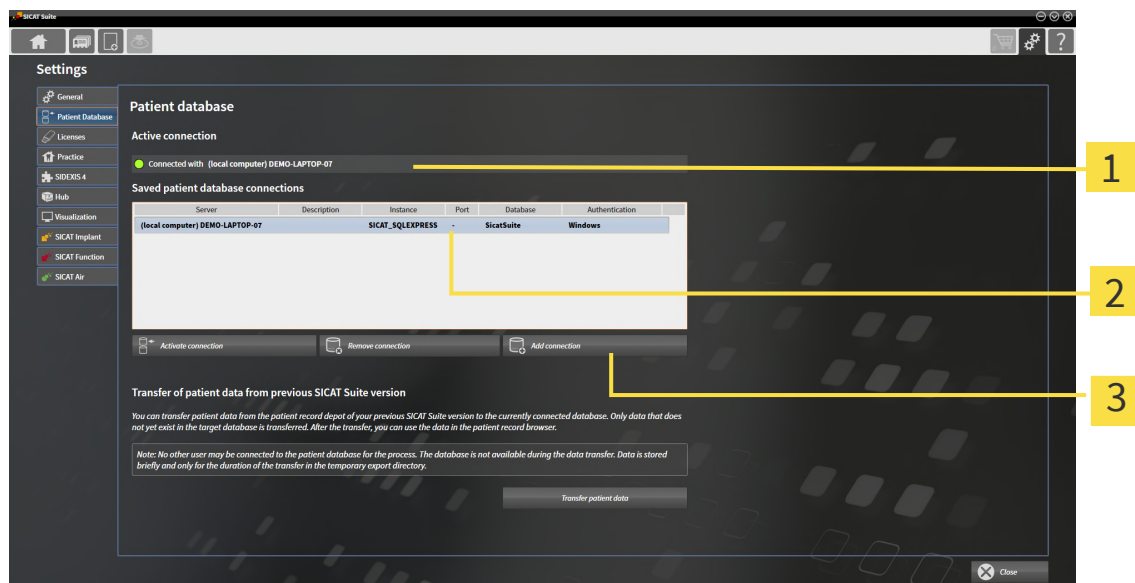 SICAT Suite
?
Settings
General
Patient Database
Licenses
Practice
SIDEXIS 4
Hub
Visualization
SICAT Implant
SICAT Function
SICAT Air
Patient database
Active connection
Connected with (local computer) DEMO-LAPTOP-07
1
Saved patient database connections
Server Description Instance Port Database Authentication
(local computer) DEMO-LAPTOP-07 SICAT_SQLEXPRESS - SicatSuite Windows
2
Activate connection Remove connection Add connection
3
Transfer of patient data from previous SICAT Suite version
You can transfer patient data from the patient record depot of your previous SICAT Suite version to the currently connected database. Only data that does
not yet exist in the target database is transferred. After the transfer, you can use the data in the patient record browser.
Note: No other user may be connected to the patient database for the process. The database is not available during the data transfer. Data is stored
briefly and only for the duration of the transfer in the temporary export directory.
Transfer patient data
Close